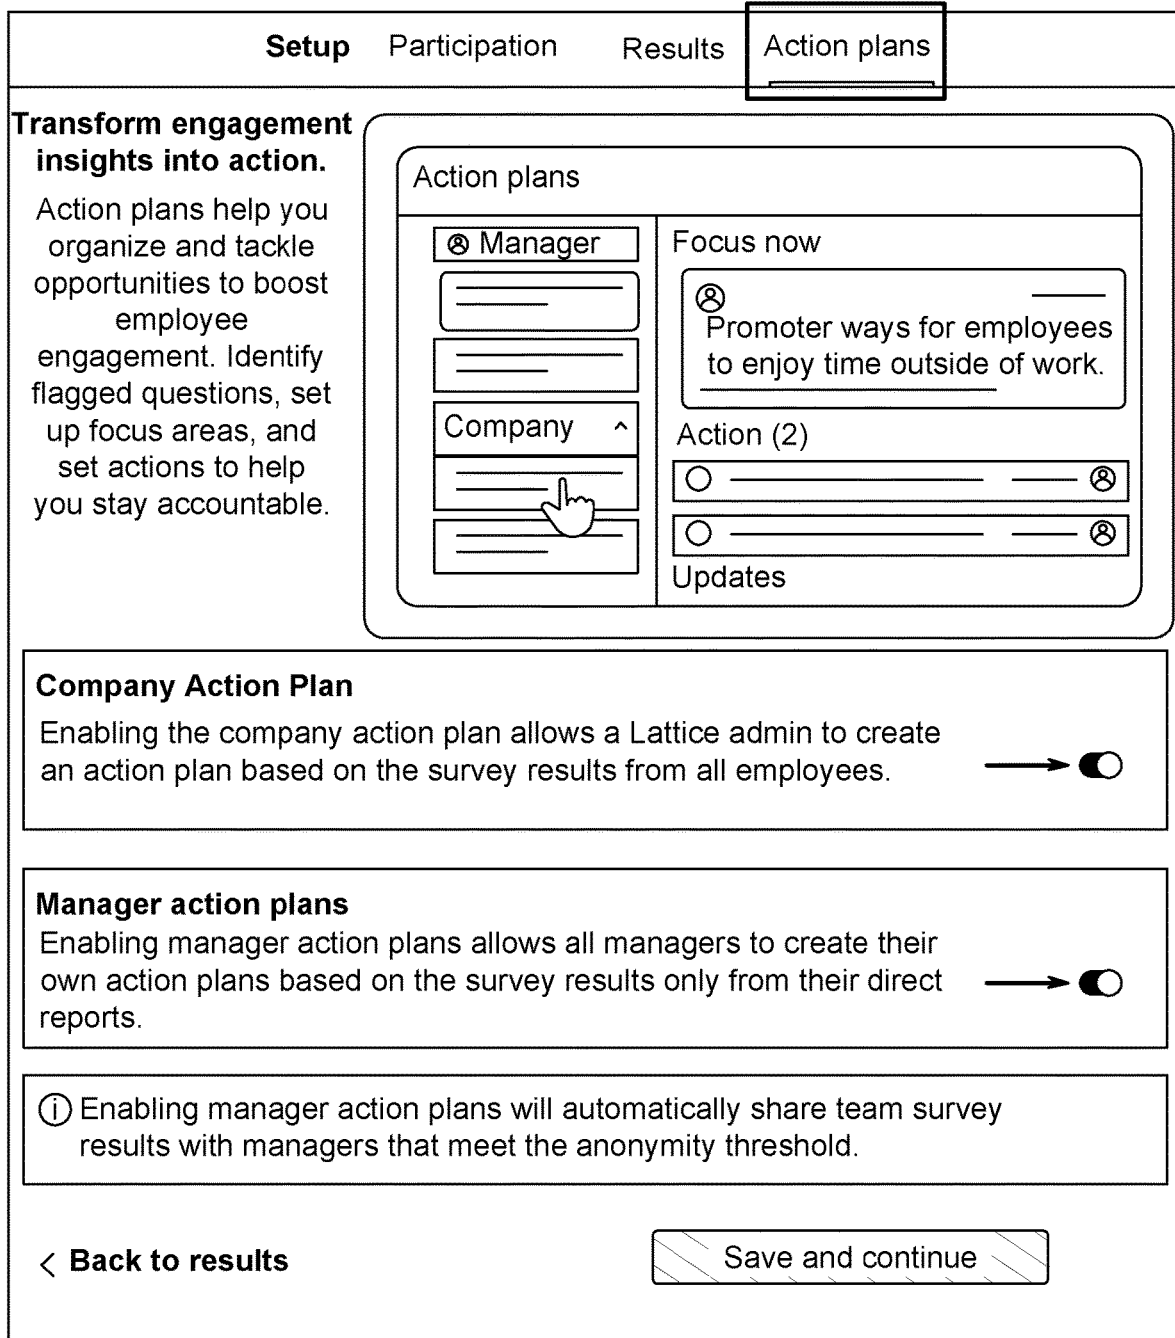 Setup Participation Results Action plans
Transform engagement
insights into action.
Action plans help you
organize and tackle
opportunities to boost
employee
engagement. Identify
flagged questions, set
up focus areas, and
set actions to help
you stay accountable.
Action plans
Manager
Company
Focus now
Promoter ways for employees
to enjoy time outside of work.
Action (2)
Updates
Company Action Plan
Enabling the company action plan allows a Lattice admin to create
an action plan based on the survey results from all employees.
Manager action plans
Enabling manager action plans allows all managers to create their
own action plans based on the survey results only from their direct
reports.
i Enabling manager action plans will automatically share team survey
results with managers that meet the anonymity threshold.
< Back to results
Save and continue